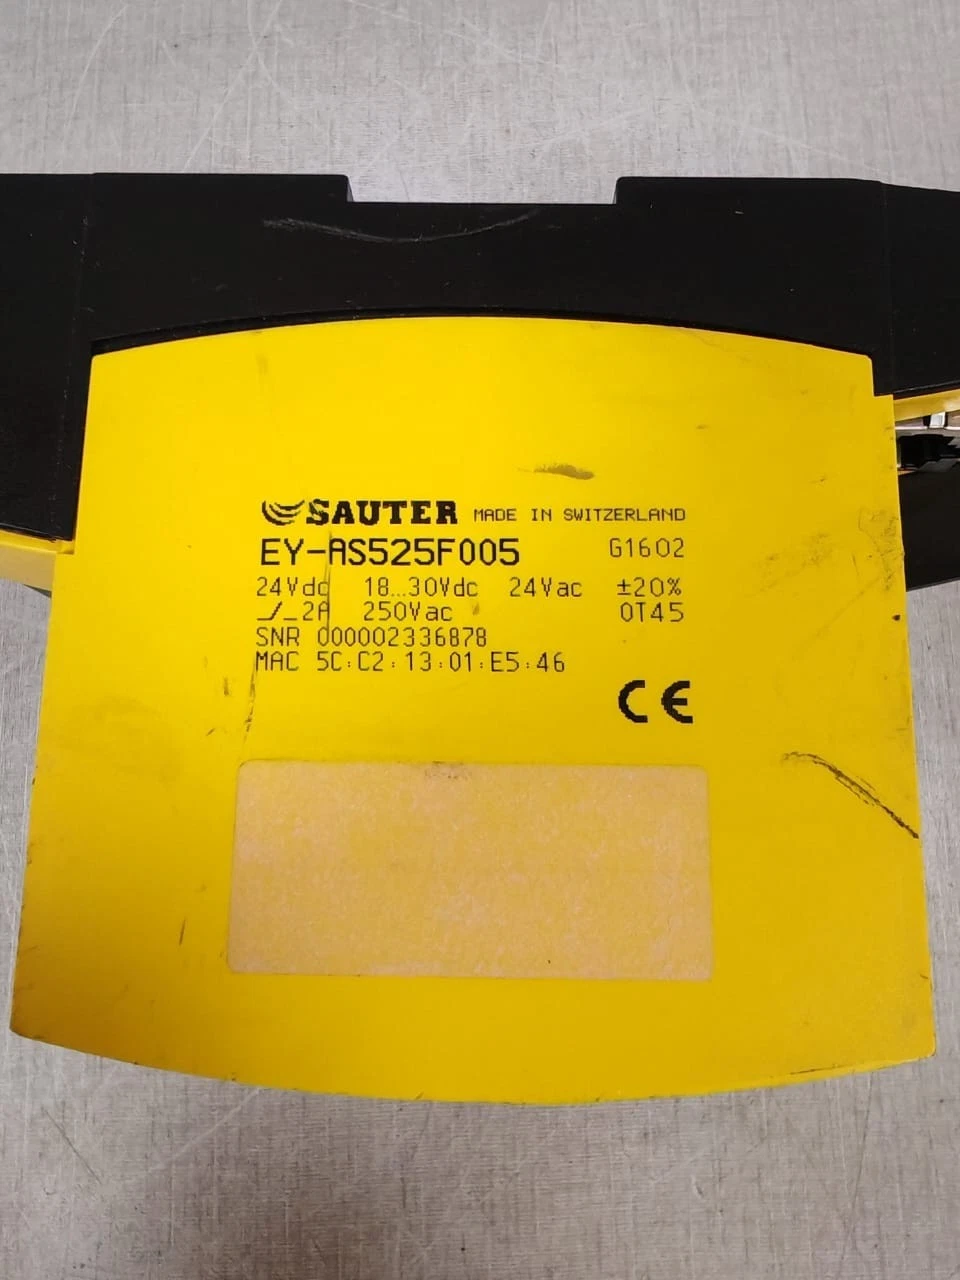 SAUTER MADE IN SWITZERLAND
EY-AS525F005 G1602
24Vdc 18...30Vdc 24Vac ±20%
2A 250Vac 0T45
SNR 000002336878
MAC 5C:C2:13:01:E5:46
CE